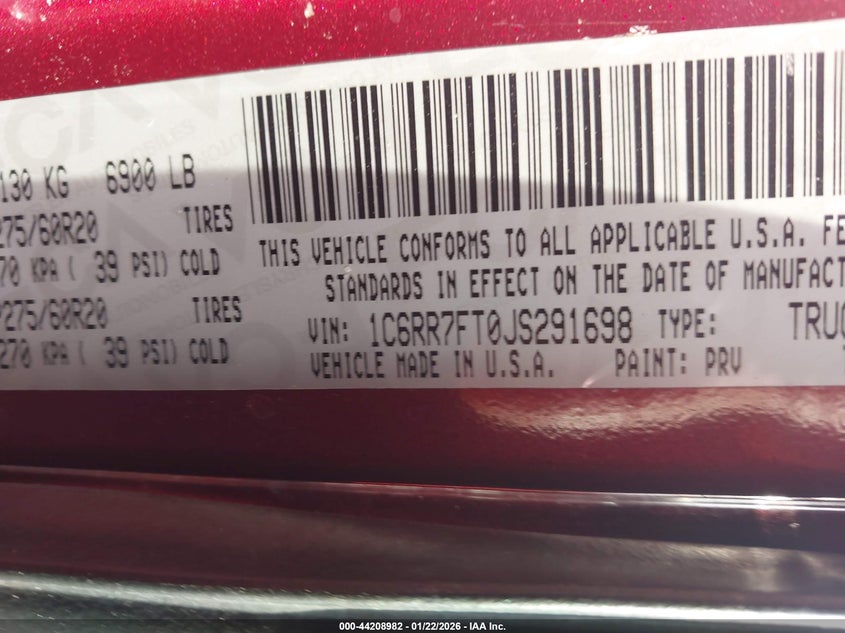 130 KG 6900 LB
275/60R20 TIRES
70 KPA ( 39 PSI) COLD
275/60R20 TIRES
270 KPA ( 39 PSI) COLD
THIS VEHICLE CONFORMS TO ALL APPLICABLE U.S.A. FE
STANDARDS IN EFFECT ON THE DATE OF MANUFACT
VIN: 1C6RR7FT0JS291698 TYPE: TRUC
VEHICLE MADE IN U.S.A. PAINT: PRV
000-44208982 - 01/22/2026 - IAA Inc.